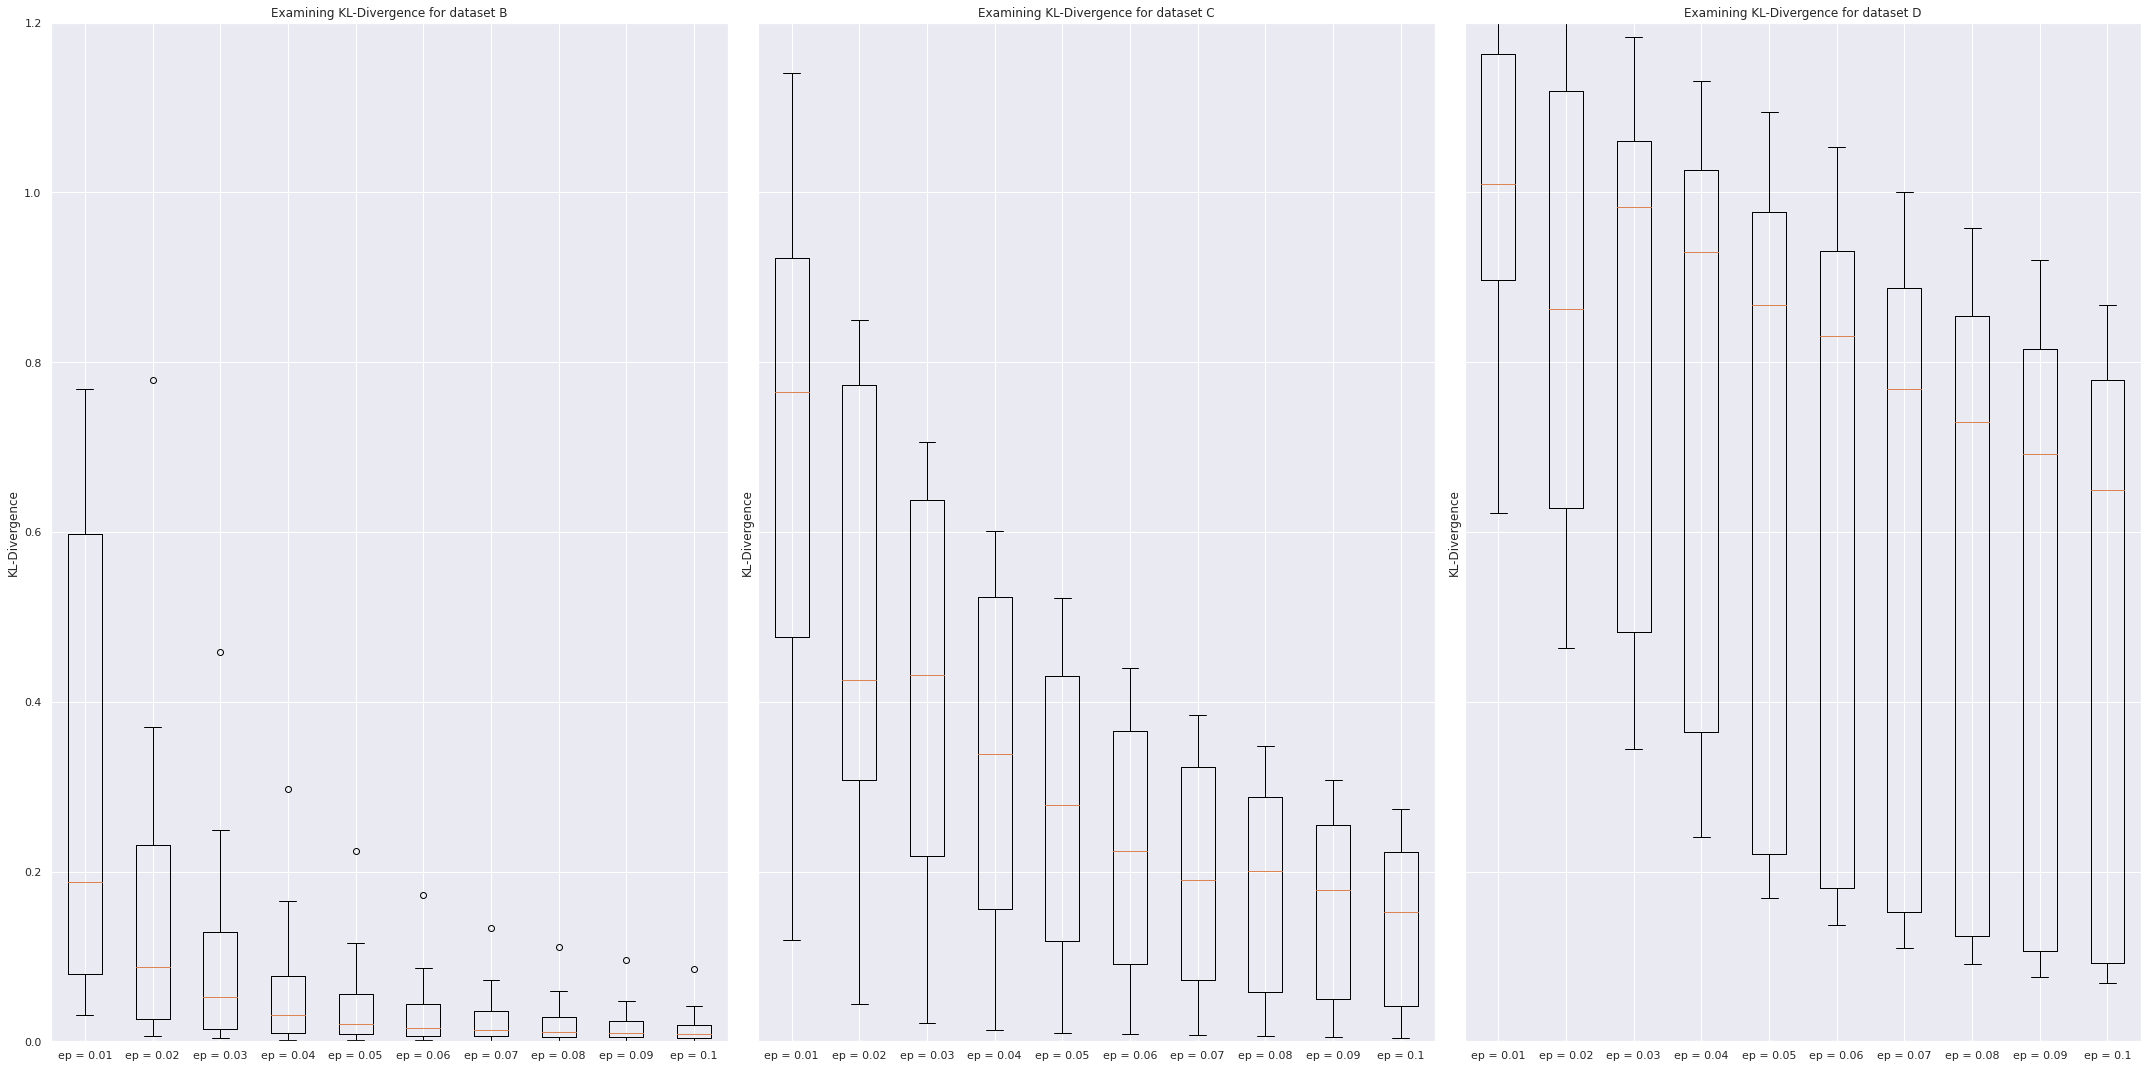 Examining KL-Divergence for dataset B
KL-Divergence
1.2
1.0
0.8
0.6
0.4
0.2
0.0
ep = 0.01 ep = 0.02 ep = 0.03 ep = 0.04 ep = 0.05 ep = 0.06 ep = 0.07 ep = 0.08 ep = 0.09 ep = 0.1
Examining KL-Divergence for dataset C
KL-Divergence
ep = 0.01 ep = 0.02 ep = 0.03 ep = 0.04 ep = 0.05 ep = 0.06 ep = 0.07 ep = 0.08 ep = 0.09 ep = 0.1
Examining KL-Divergence for dataset D
KL-Divergence
ep = 0.01 ep = 0.02 ep = 0.03 ep = 0.04 ep = 0.05 ep = 0.06 ep = 0.07 ep = 0.08 ep = 0.09 ep = 0.1